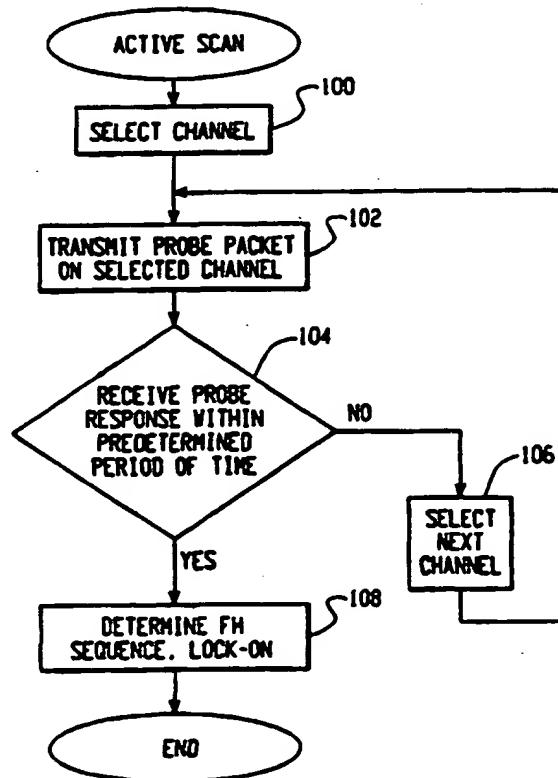 ACTIVE SCAN
100
SELECT CHANNEL
102
TRANSMIT PROBE PACKET
ON SELECTED CHANNEL
104
RECEIVE PROBE
RESPONSE WITHIN
PREDETERMINED
PERIOD OF TIME
NO
106
SELECT
NEXT
CHANNEL
YES
108
DETERMINE FH
SEQUENCE. LOCK-ON
END